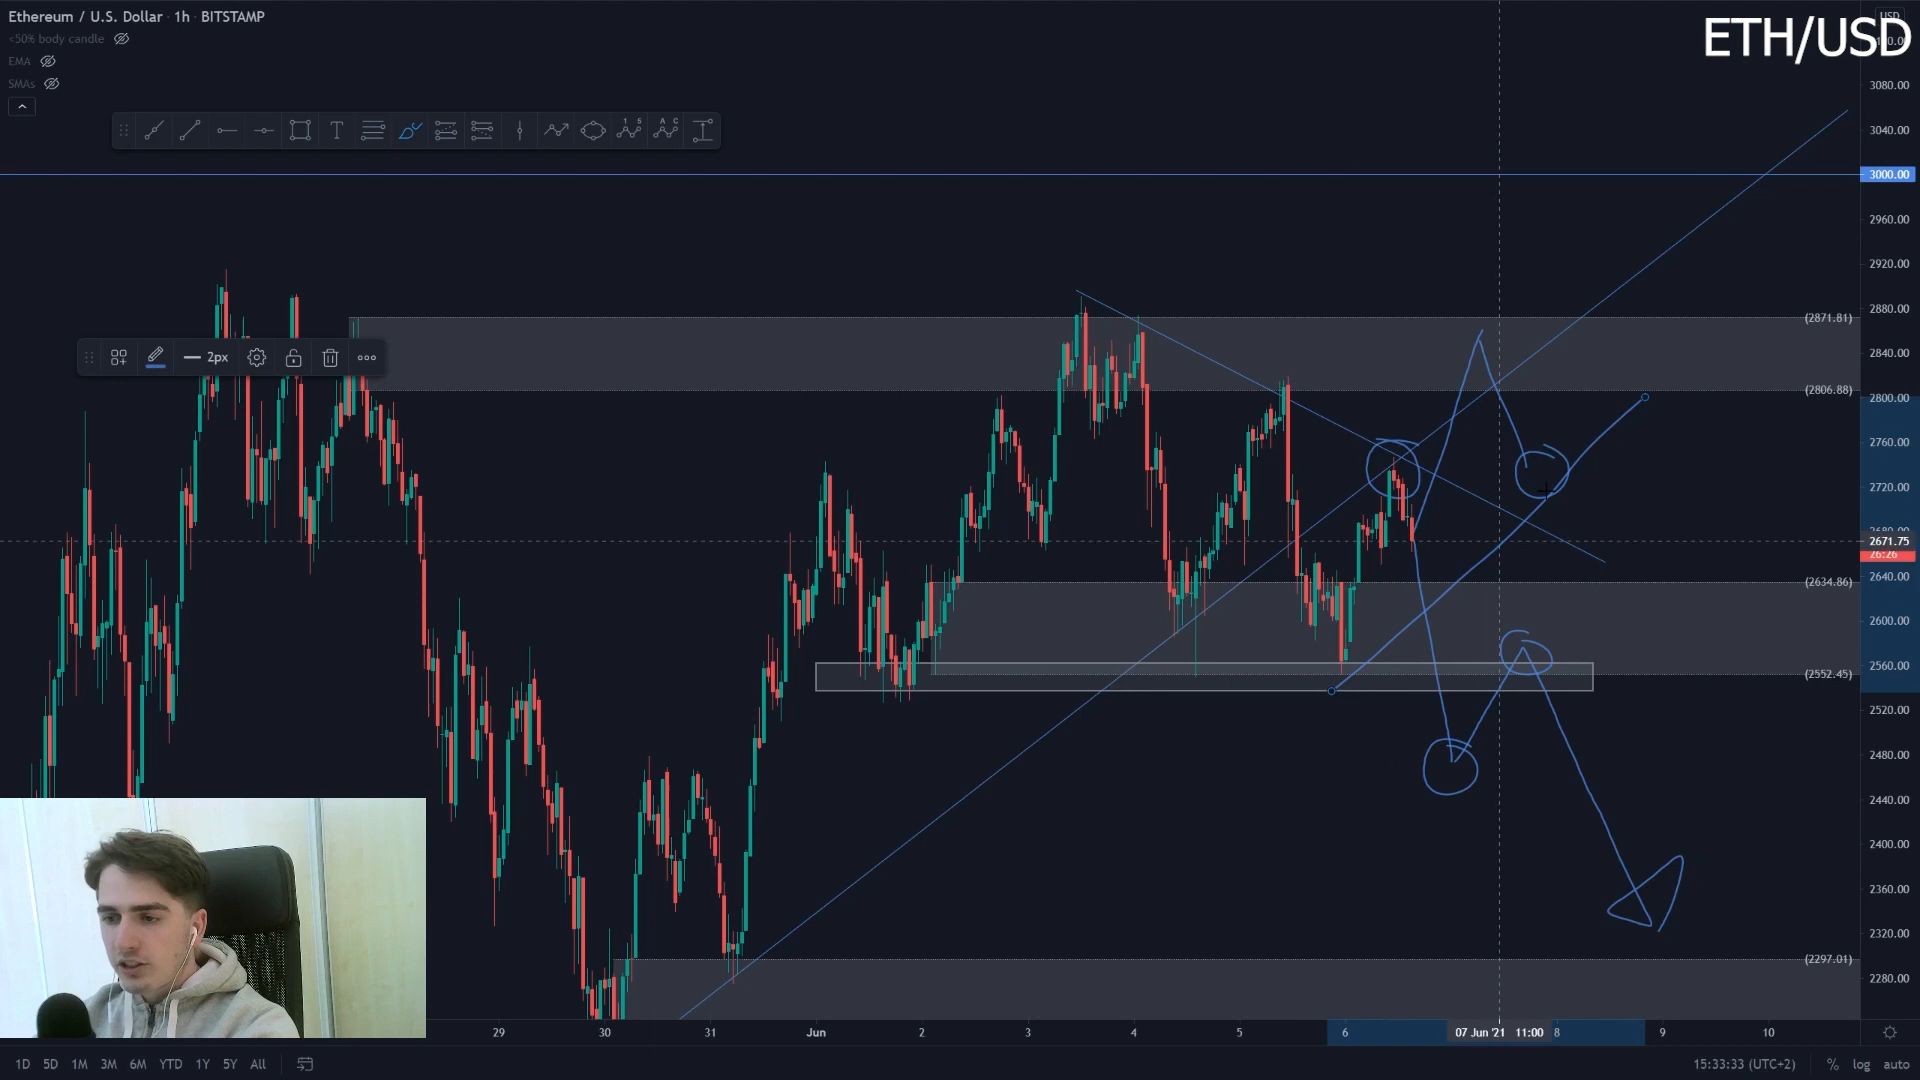 Ethereum / U.S. Dollar · 1h · BITSTAMP
ETH/USD
<50% body candle
EMA
SMAs
USD
3080.00
3040.00
3000.00
2960.00
2920.00
2880.00
(2871.81)
2px
2840.00
(2806.88)
2800.00
2760.00
2720.00
2680.00
2671.75
26:26
(2634.86)
2640.00
2600.00
2560.00
(2552.45)
2520.00
2480.00
2440.00
2400.00
2360.00
2320.00
(2297.01)
2280.00
29 30 31 Jun 2 3 4 5 6 07 Jun '21 11:00 8 9 10
1D 5D 1M 3M 6M YTD 1Y 5Y All
15:33:33 (UTC+2) % log auto